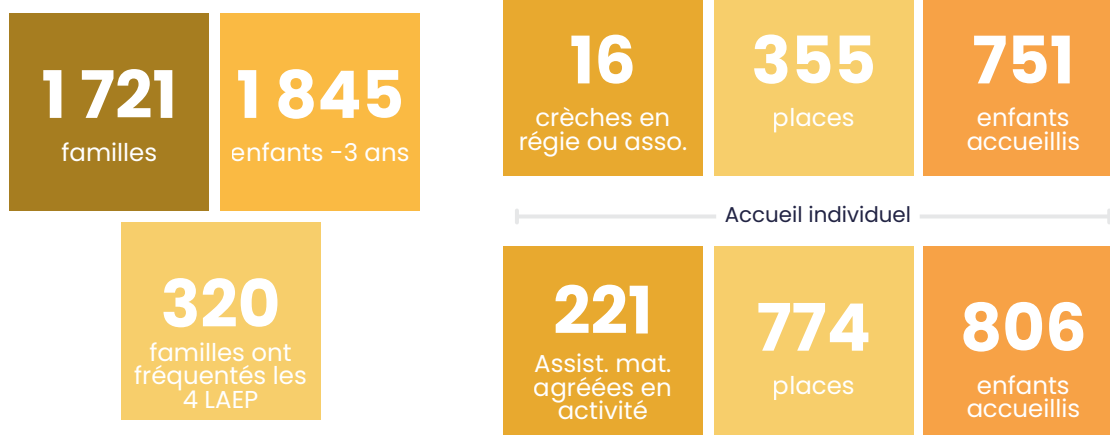 1 721
familles
1 845
enfants -3 ans
320
familles ont
fréquentés les
4 LAEP
16
crèches en
régie ou asso.
355
places
751
enfants
accueillis
Accueil individuel
221
Assist. mat.
agréées en
activité
774
places
806
enfants
accueillis